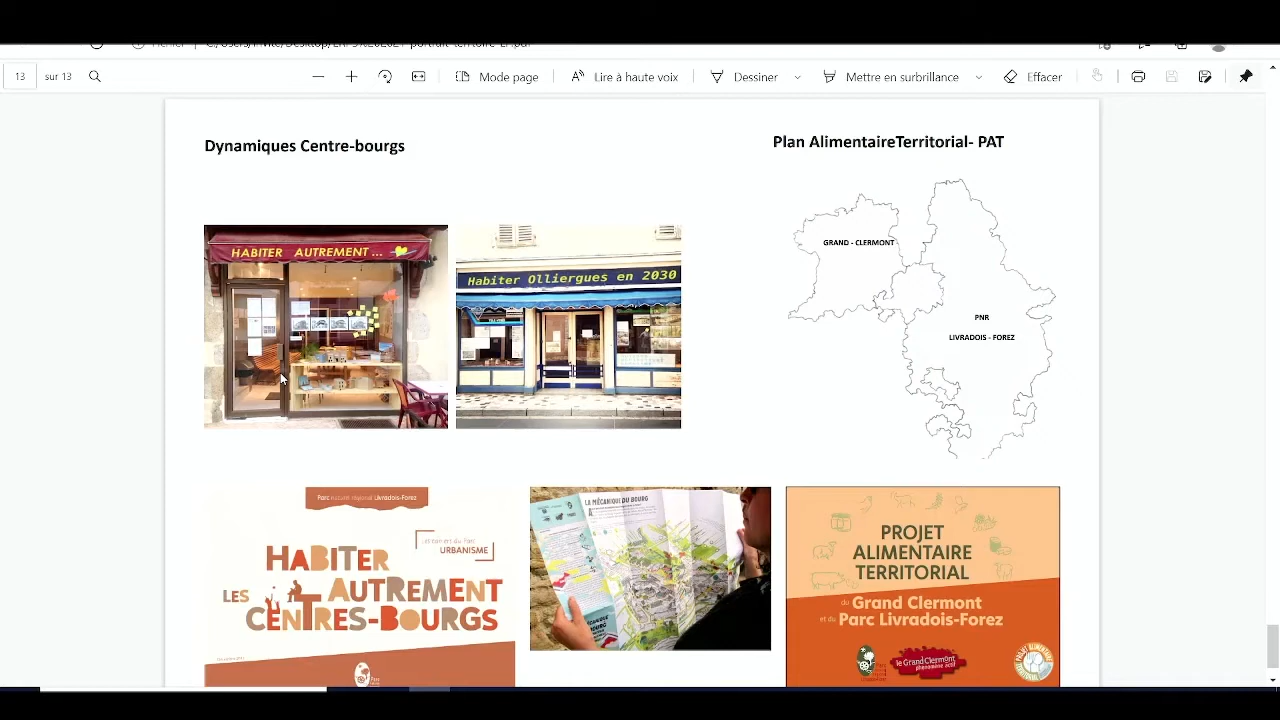 13
sur 13
Mode page
Lire à haute voix
Dessiner
Mettre en surbrillance
Effacer
Dynamiques Centre-bourgs
Plan AlimentaireTerritorial- PAT
HABITER AUTREMENT...
Habiter Olliergues en 2030
GRAND - CLERMONT
PNR
LIVRADOIS - FOREZ
Parc naturel régional Livradois-Forez
URBANISME
HABITER
LES AUTREMENT
CENTRES-BOURGS
LA MÉCANIQUE DU BOURG
PROJET
ALIMENTAIRE
TERRITORIAL
du Grand Clermont
et du Parc Livradois-Forez
le Grand Clermont